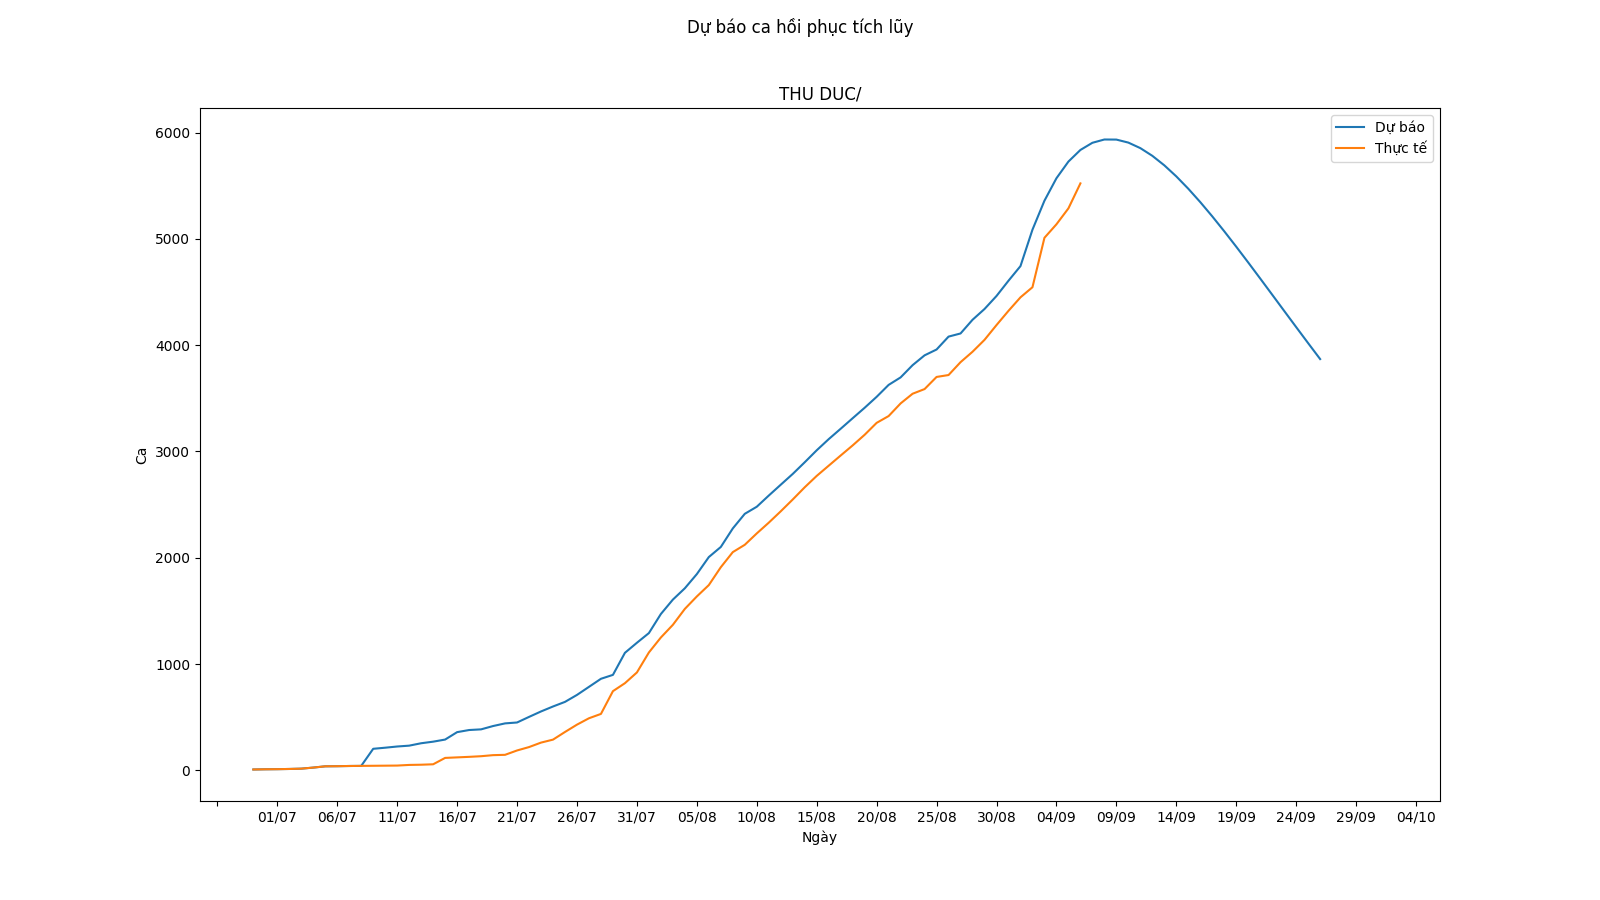 Dự báo ca hồi phục tích lũy
THU DUC/
Dự báo
Thực tế
6000
5000
4000
3000
2000
1000
0
Ca
01/07 06/07 11/07 16/07 21/07 26/07 31/07 05/08 10/08 15/08 20/08 25/08 30/08 04/09 09/09 14/09 19/09 24/09 29/09 04/10
Ngày